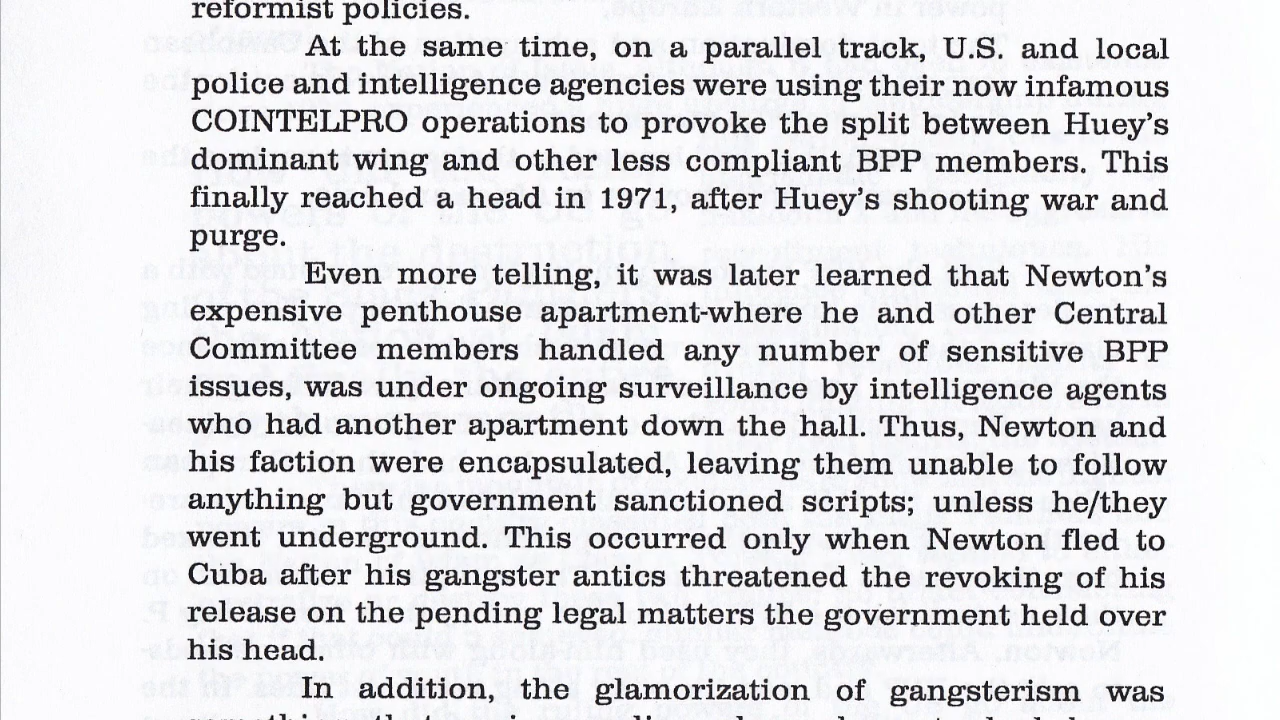 reformist policies.
At the same time, on a parallel track, U.S. and local
police and intelligence agencies were using their now infamous
COINTELPRO operations to provoke the split between Huey's
dominant wing and other less compliant BPP members. This
finally reached a head in 1971, after Huey's shooting war and
purge.
Even more telling, it was later learned that Newton's
expensive penthouse apartment-where he and other Central
Committee members handled any number of sensitive BPP
issues, was under ongoing surveillance by intelligence agents
who had another apartment down the hall. Thus, Newton and
his faction were encapsulated, leaving them unable to follow
anything but government sanctioned scripts; unless he/they
went underground. This occurred only when Newton fled to
Cuba after his gangster antics threatened the revoking of his
release on the pending legal matters the government held over
his head.
In addition, the glamorization of gangsterism was